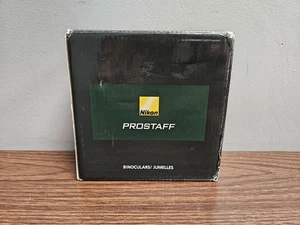 Nikon
PROSTAFF
BINOCULARS/ JUMELLES